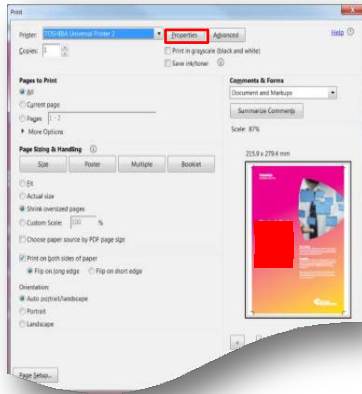 Print
Printer: TOSHIBA Universal Printer 2 Properties Advanced Help
Copies: 1 Print in grayscale (black and white)
Save ink/toner
Pages to Print Comments & Forms
All Document and Markups
Current page
Pages 1 - 2 Summarize Comments
More Options Scale: 87%
Page Sizing & Handling
Size Poster Multiple Booklet 215.9 x 279.4 mm
Fit
Actual size
Shrink oversized pages
Custom Scale: 100 %
Choose paper source by PDF page size
Print on both sides of paper
Flip on long edge Flip on short edge
Orientation:
Auto portrait/landscape
Portrait
Landscape
Page Setup...